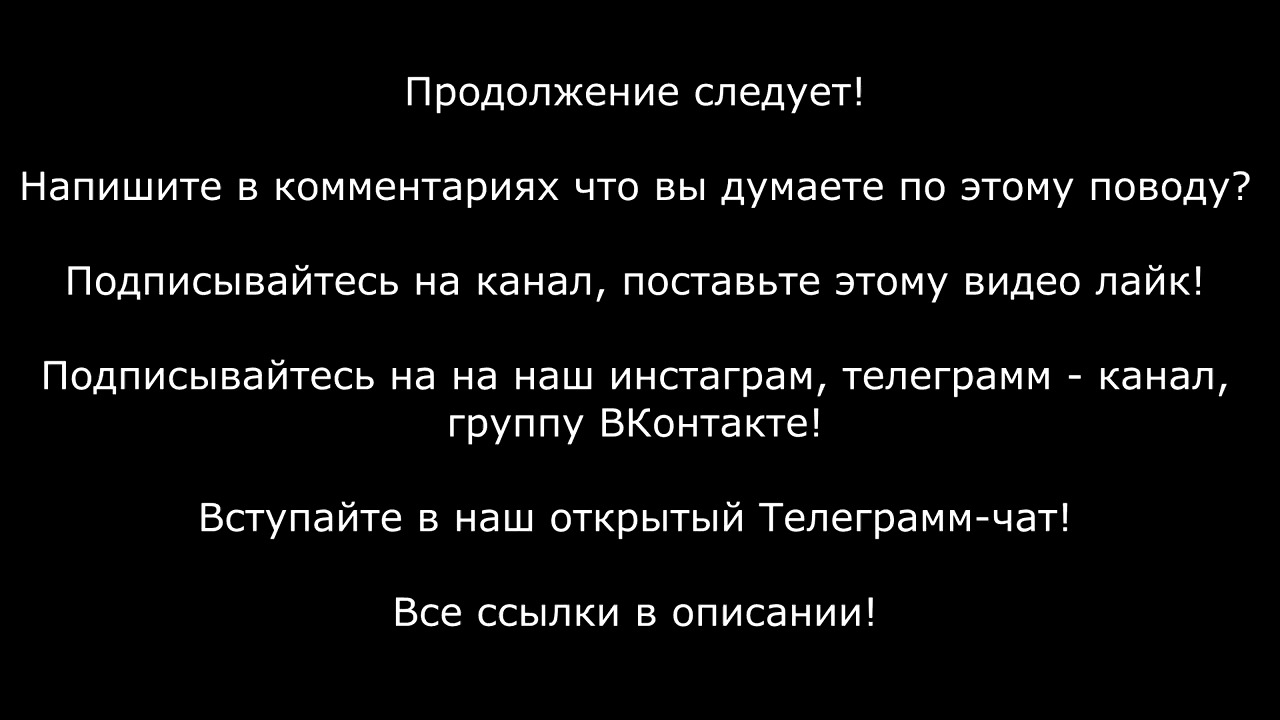 Продолжение следует!
Напишите в комментариях что вы думаете по этому поводу?
Подписывайтесь на канал, поставьте этому видео лайк!
Подписывайтесь на на наш инстаграм, телеграмм - канал,
группу ВКонтакте!
Вступайте в наш открытый Телеграмм-чат!
Все ссылки в описании!